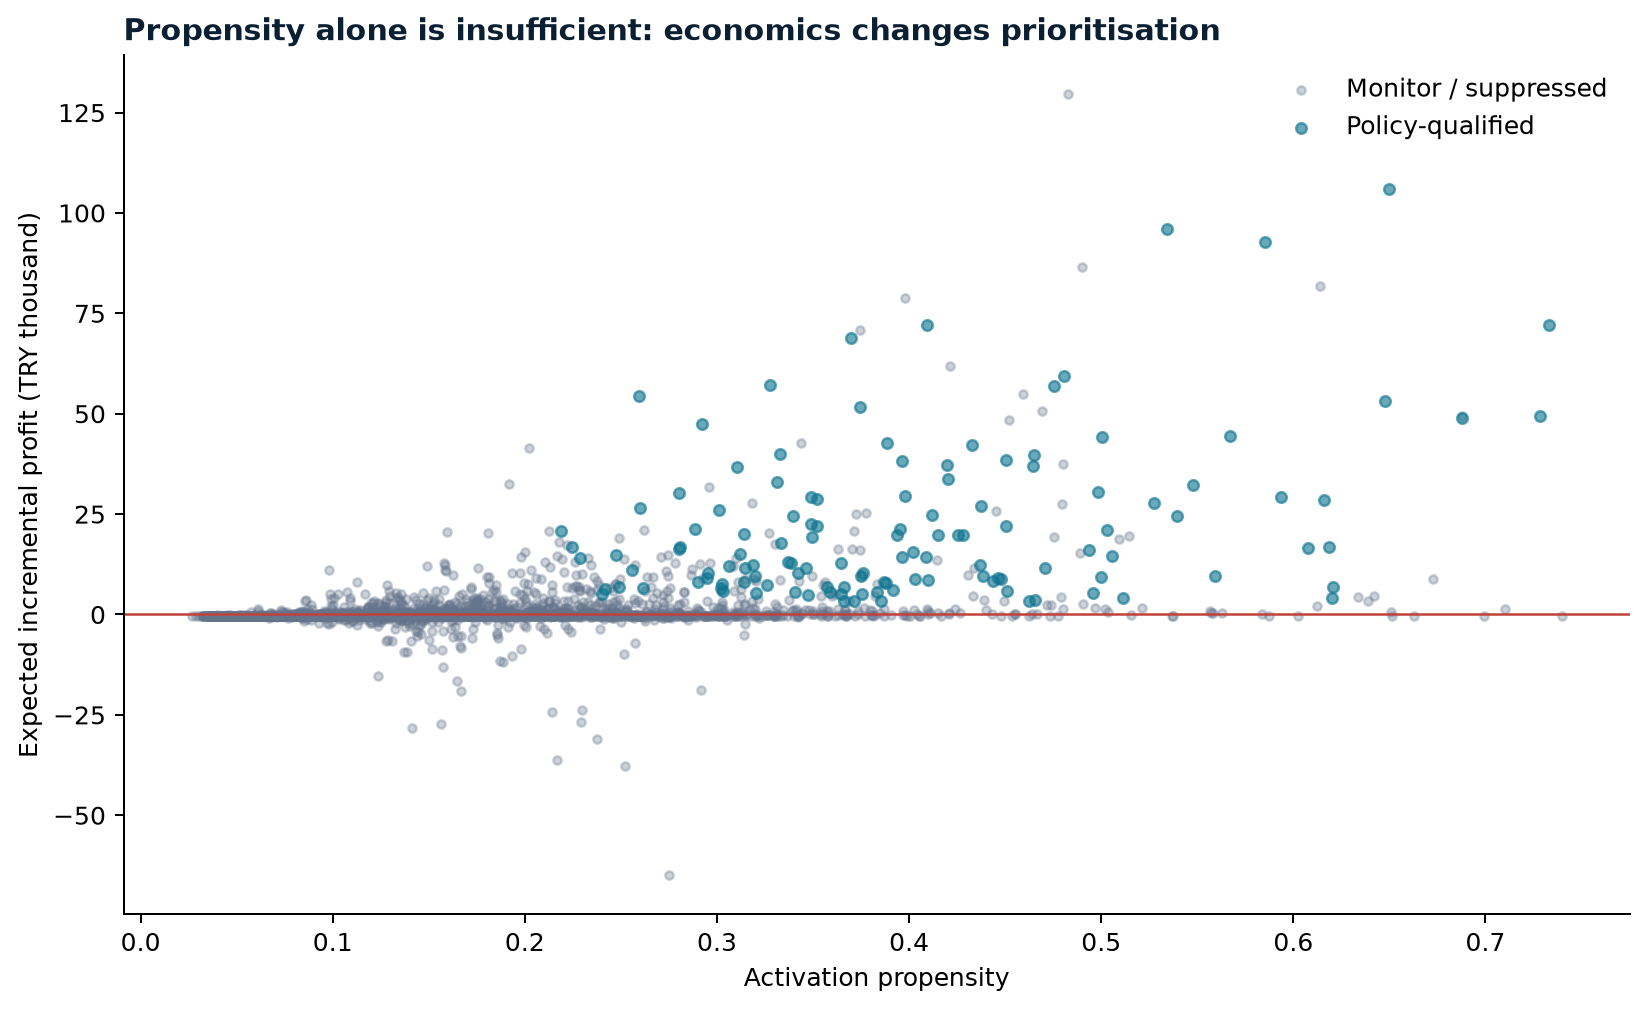 Propensity alone is insufficient: economics changes prioritisation
Monitor / suppressed
Policy-qualified
Expected incremental profit (TRY thousand)
125
100
75
50
25
0
−25
−50
0.0 0.1 0.2 0.3 0.4 0.5 0.6 0.7
Activation propensity